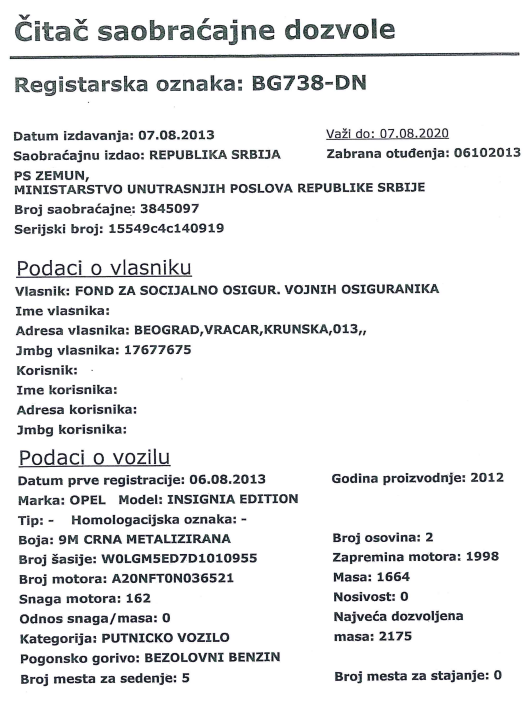 Čitač saobraćajne dozvole
Registarska oznaka: BG738-DN
Datum izdavanja: 07.08.2013 Važi do: 07.08.2020
Saobraćajnu izdao: REPUBLIKA SRBIJA Zabrana otuđenja: 06102013
PS ZEMUN,
MINISTARSTVO UNUTRASNJIH POSLOVA REPUBLIKE SRBIJE
Broj saobraćajne: 3845097
Serijski broj: 15549c4c140919
Podaci o vlasniku
Vlasnik: FOND ZA SOCIJALNO OSIGUR. VOJNIH OSIGURANIKA
Ime vlasnika:
Adresa vlasnika: BEOGRAD,VRACAR,KRUNSKA,013,,
Jmbg vlasnika: 17677675
Korisnik:
Ime korisnika:
Adresa korisnika:
Jmbg korisnika:
Podaci o vozilu
Datum prve registracije: 06.08.2013 Godina proizvodnje: 2012
Marka: OPEL Model: INSIGNIA EDITION
Tip: - Homologacijska oznaka: -
Boja: 9M CRNA METALIZIRANA Broj osovina: 2
Broj šasije: W0LGM5ED7D1010955 Zapremina motora: 1998
Broj motora: A20NFT0N036521 Masa: 1664
Snaga motora: 162 Nosivost: 0
Odnos snaga/masa: 0 Najveća dozvoljena
Kategorija: PUTNICKO VOZILO masa: 2175
Pogonsko gorivo: BEZOLOVNI BENZIN
Broj mesta za sedenje: 5 Broj mesta za stajanje: 0